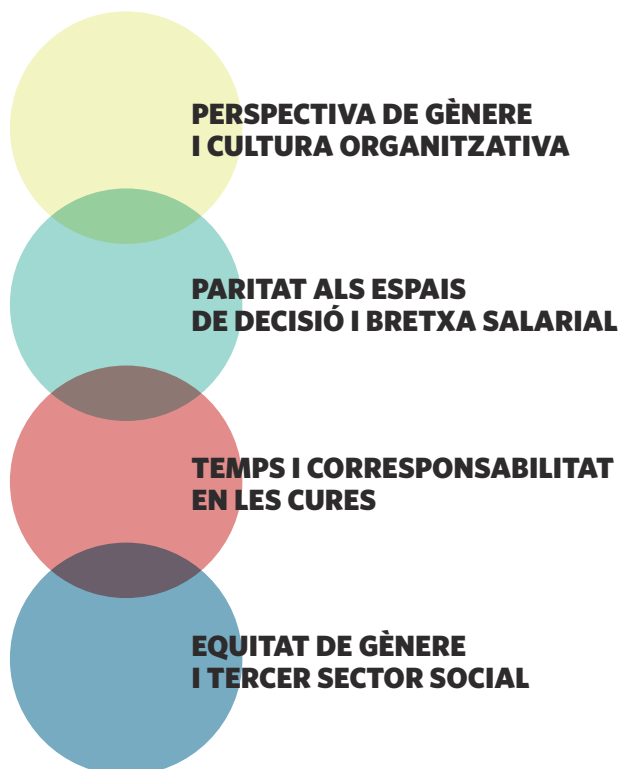 PERSPECTIVA DE GÈNERE
I CULTURA ORGANITZATIVA
PARITAT ALS ESPAIS
DE DECISIÓ I BRETXA SALARIAL
TEMPS I CORRESPONSABILITAT
EN LES CURES
EQUITAT DE GÈNERE
I TERCER SECTOR SOCIAL